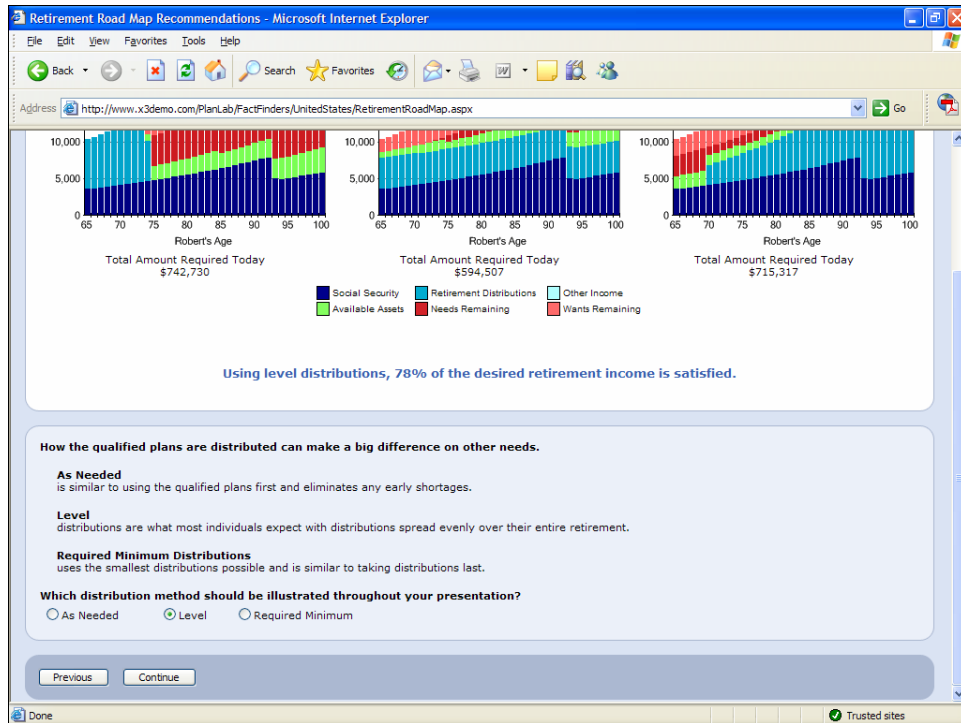 Retirement Road Map Recommendations - Microsoft Internet Explorer
File Edit View Favorites Tools Help
Back Search Favorites
Address http://www.x3demo.com/PlanLab/FactFinders/UnitedStates/RetirementRoadMap.aspx Go
10,000 10,000 10,000
5,000 5,000 5,000
0 0 0
65 70 75 80 85 90 95 100 65 70 75 80 85 90 95 100 65 70 75 80 85 90 95 100
Robert's Age Robert's Age Robert's Age
Total Amount Required Today Total Amount Required Today Total Amount Required Today
$742,730 $594,507 $715,317
Social Security Retirement Distributions Other Income
Available Assets Needs Remaining Wants Remaining
Using level distributions, 78% of the desired retirement income is satisfied.
How the qualified plans are distributed can make a big difference on other needs.
As Needed
is similar to using the qualified plans first and eliminates any early shortages.
Level
distributions are what most individuals expect with distributions spread evenly over their entire retirement.
Required Minimum Distributions
uses the smallest distributions possible and is similar to taking distributions last.
Which distribution method should be illustrated throughout your presentation?
As Needed Level Required Minimum
Previous Continue
Done Trusted sites